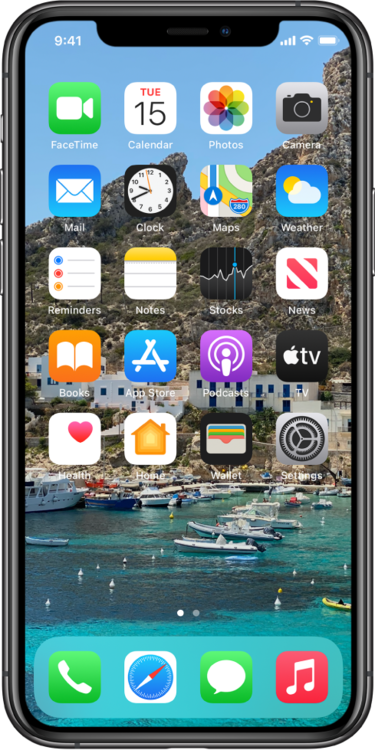 9:41
TUE
15
FaceTime Calendar Photos Camera
12
280
Mail Clock Maps Weather
Reminders Notes Stocks News
tv
Books App Store Podcasts TV
Health Home Wallet Settings